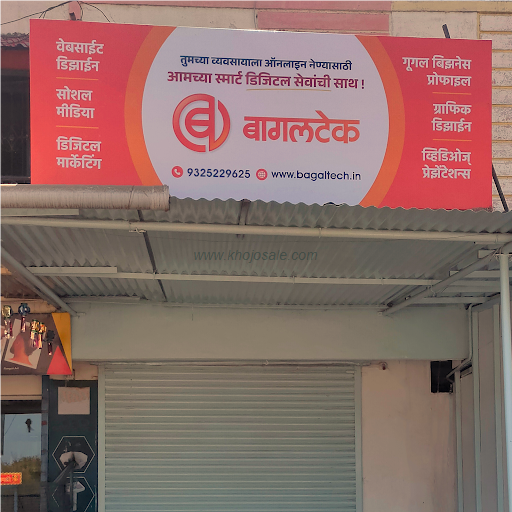 वेबसाईट
डिझाईन
सोशल
मीडिया
डिजिटल
मार्केटिंग
तुमच्या व्यवसायाला ऑनलाइन नेण्यासाठी
आमच्या स्मार्ट डिजिटल सेवांची साथ !
बागलटेक
9325229625 www.bagaltech.in
गूगल बिझनेस
प्रोफाइल
ग्राफिक
डिझाईन
व्हिडिओज्
प्रेझेंटेशन्स
www.khojosale.com